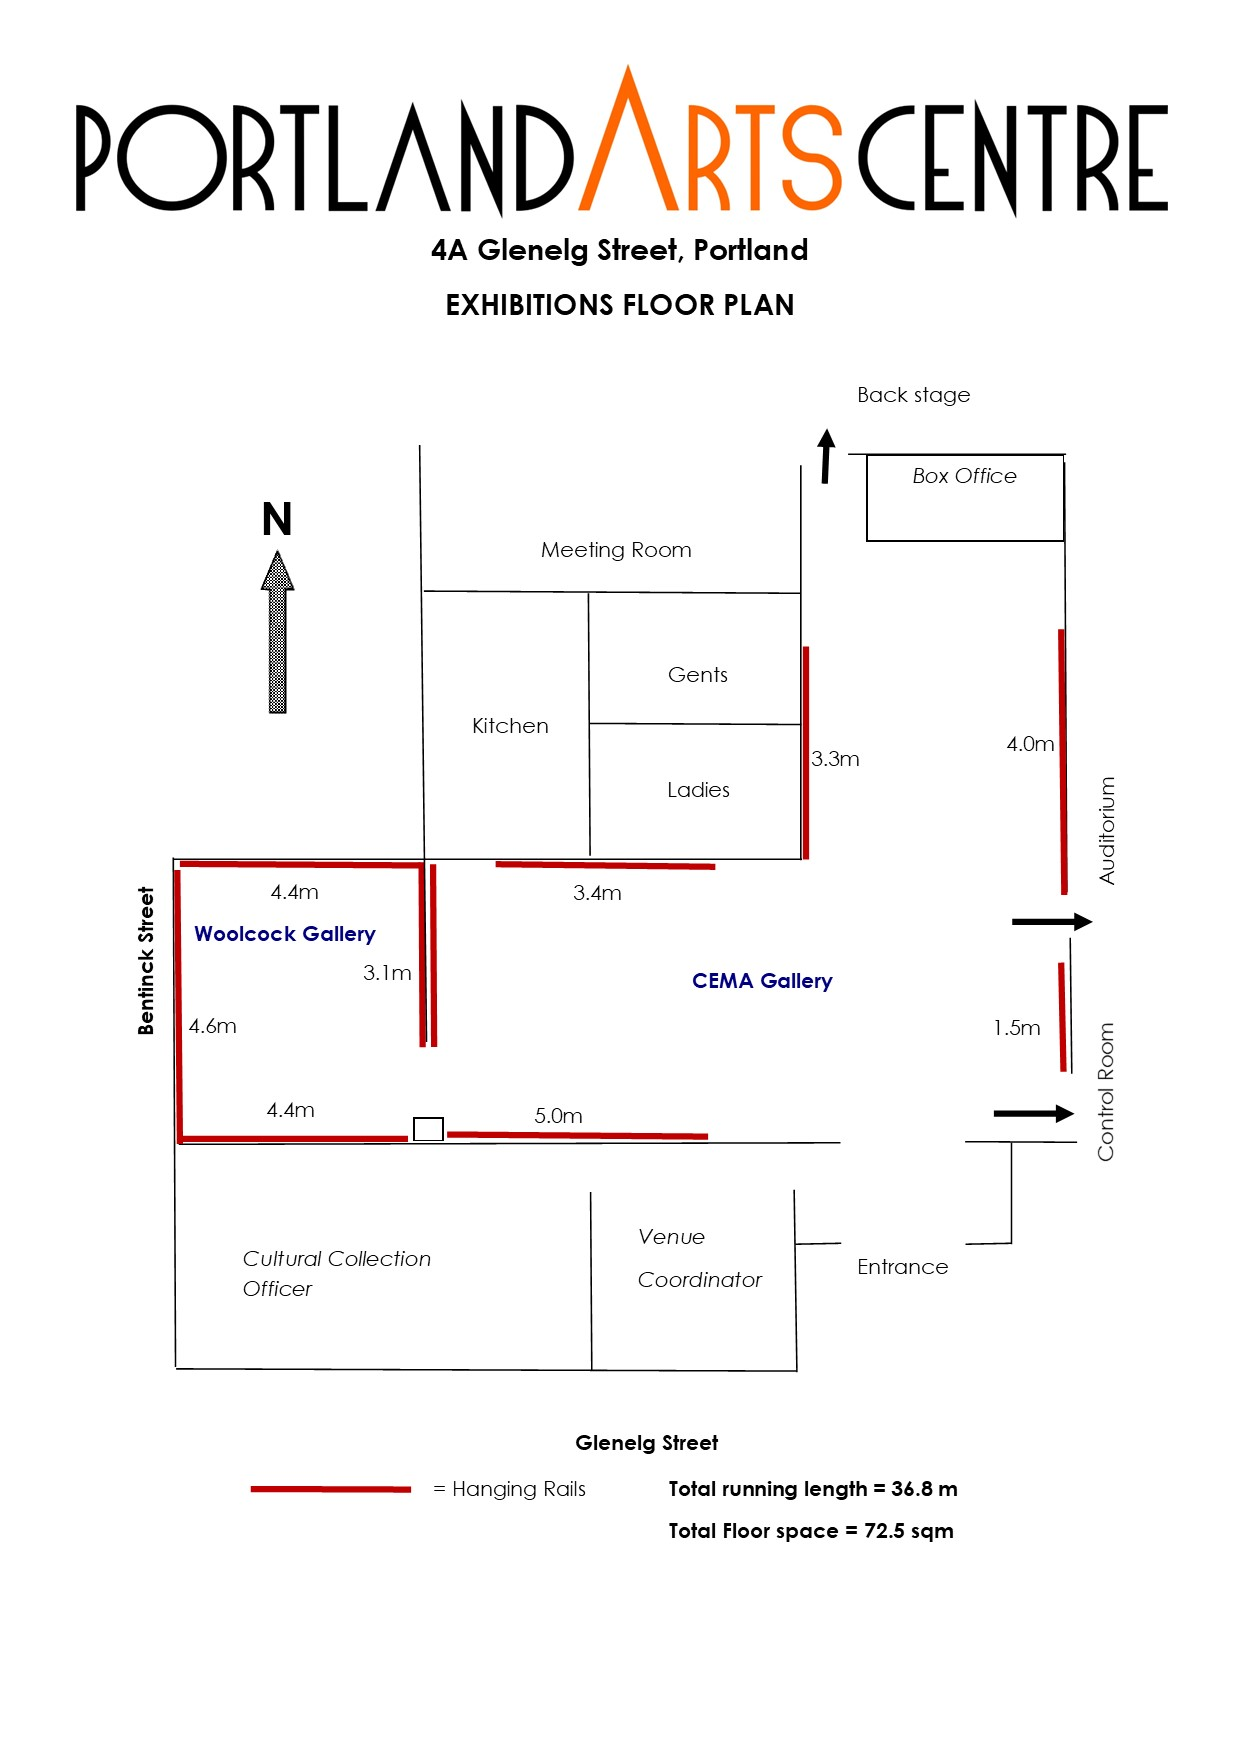 PORTLANDARTSCENTRE
4A Glenelg Street, Portland
EXHIBITIONS FLOOR PLAN
Back stage
Box Office
N
Meeting Room
Gents
Kitchen
3.3m
4.0m
Ladies
Auditorium
4.4m
3.4m
Bentinck Street
Woolcock Gallery
3.1m
CEMA Gallery
4.6m
1.5m
Control Room
4.4m
5.0m
Venue
Coordinator
Cultural Collection
Officer
Entrance
Glenelg Street
= Hanging Rails
Total running length = 36.8 m
Total Floor space = 72.5 sqm